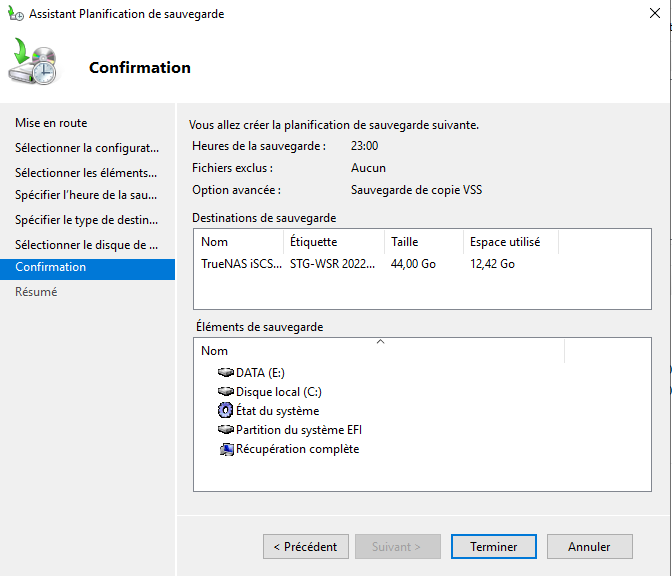 Assistant Planification de sauvegarde
Confirmation
Mise en route
Sélectionner la configurat...
Sélectionner les éléments...
Spécifier l'heure de la sau...
Spécifier le type de destin...
Sélectionner le disque de ...
Confirmation
Résumé
Vous allez créer la planification de sauvegarde suivante.
Heures de la sauvegarde : 23:00
Fichiers exclus : Aucun
Option avancée : Sauvegarde de copie VSS
Destinations de sauvegarde
Nom Étiquette Taille Espace utilisé
TrueNAS iSCS... STG-WSR 2022... 44,00 Go 12,42 Go
Éléments de sauvegarde
Nom
DATA (E:)
Disque local (C:)
État du système
Partition du système EFI
Récupération complète
< Précédent Suivant > Terminer Annuler